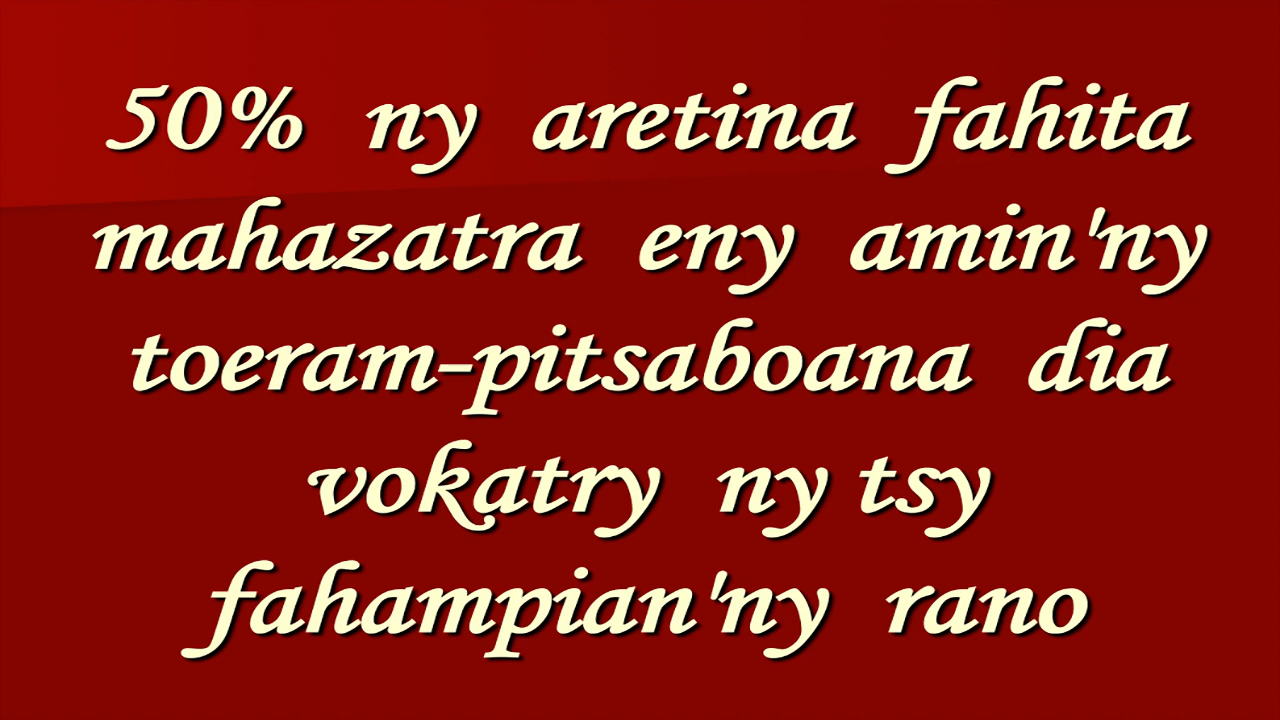 50% ny aretina fahita
mahazatra eny amin'ny
toeram-pitsaboana dia
vokatry ny tsy
fahampian'ny rano